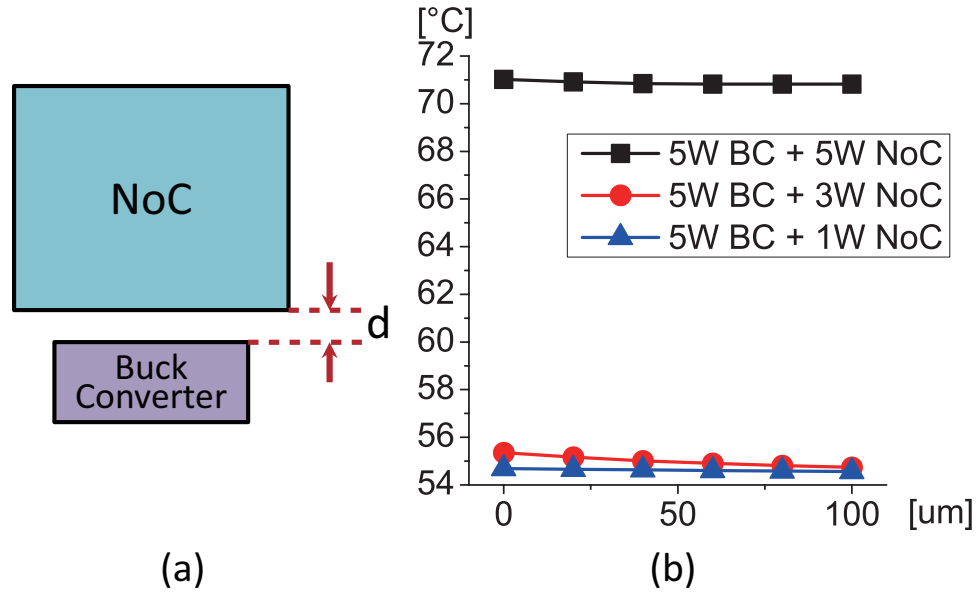 NoC
d
Buck
Converter
(a)
[°C]
72
70
68
66
64
62
60
58
56
54
5W BC + 5W NoC
5W BC + 3W NoC
5W BC + 1W NoC
0
50
100
[um]
(b)